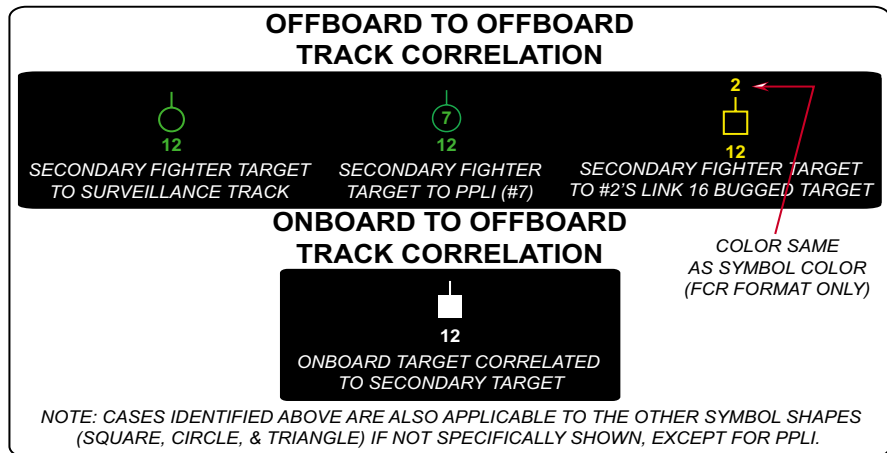 OFFBOARD TO OFFBOARD
TRACK CORRELATION
12
SECONDARY FIGHTER TARGET
TO SURVEILLANCE TRACK
7
12
SECONDARY FIGHTER
TARGET TO PPLI (#7)
2
12
SECONDARY FIGHTER TARGET
TO #2'S LINK 16 BUGGED TARGET
COLOR SAME
AS SYMBOL COLOR
(FCR FORMAT ONLY)
ONBOARD TO OFFBOARD
TRACK CORRELATION
12
ONBOARD TARGET CORRELATED
TO SECONDARY TARGET
NOTE: CASES IDENTIFIED ABOVE ARE ALSO APPLICABLE TO THE OTHER SYMBOL SHAPES
(SQUARE, CIRCLE, & TRIANGLE) IF NOT SPECIFICALLY SHOWN, EXCEPT FOR PPLI.